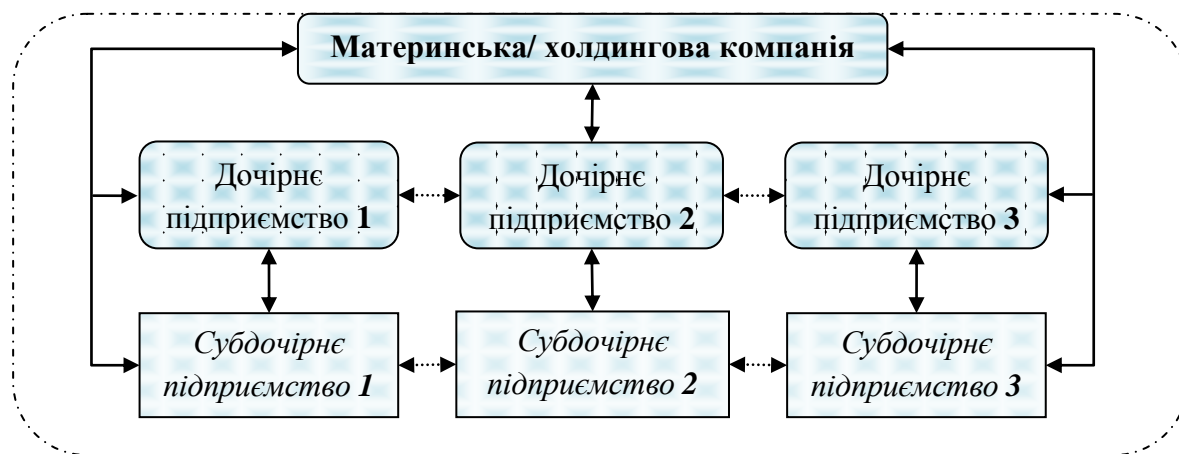 Материнська/ холдингова компанія
Дочірнє
підприємство 1
Дочірнє
підприємство 2
Дочірнє
підприємство 3
Субдочірнє
підприємство 1
Субдочірнє
підприємство 2
Субдочірнє
підприємство 3